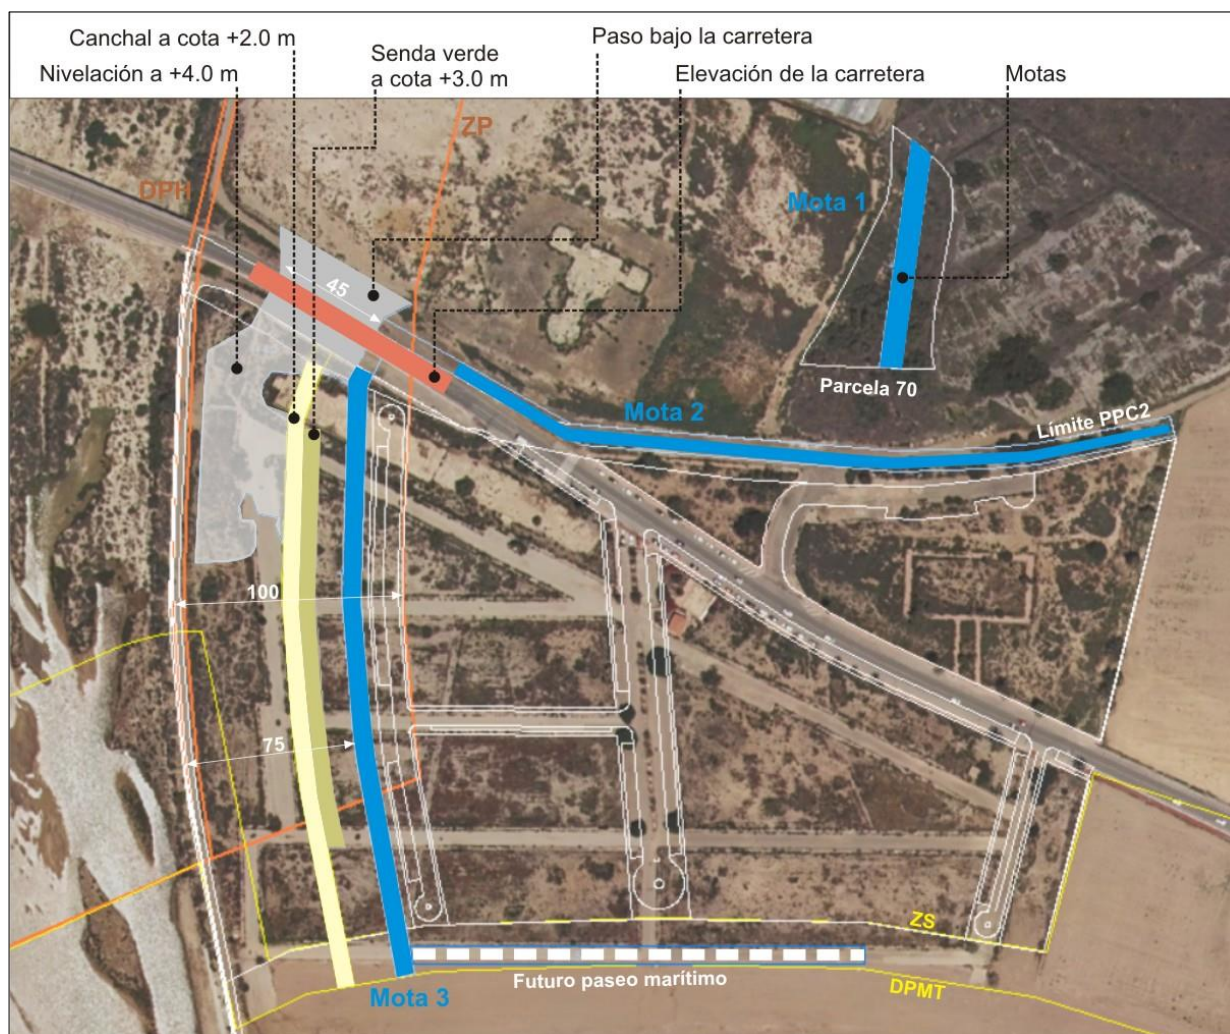 Canchal a cota +2.0 m
Nivelación a +4.0 m
Senda verde
a cota +3.0 m
Paso bajo la carretera
Elevación de la carretera
Motas
ZP
DPH
Mota 1
45
Parcela 70
Mota 2
Límite PPC2
100
75
ZS
Futuro paseo marítimo
DPMT
Mota 3